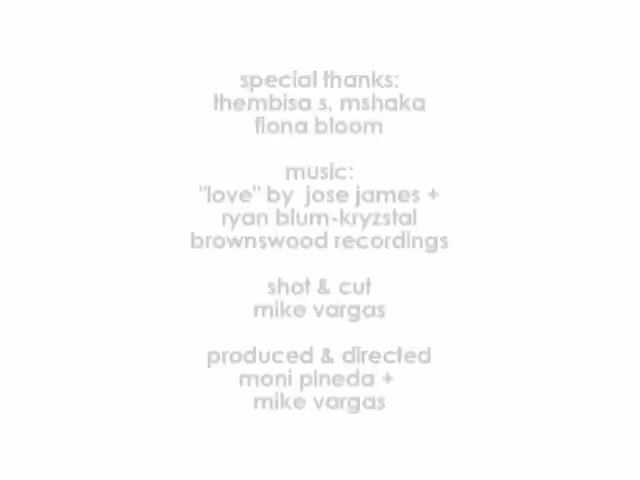 special thanks:
thembisa s. mshaka
fiona bloom
music:
"love" by jose james +
ryan blum-kryzstal
brownswood recordings
shot & cut
mike vargas
produced & directed
moni pineda +
mike vargas